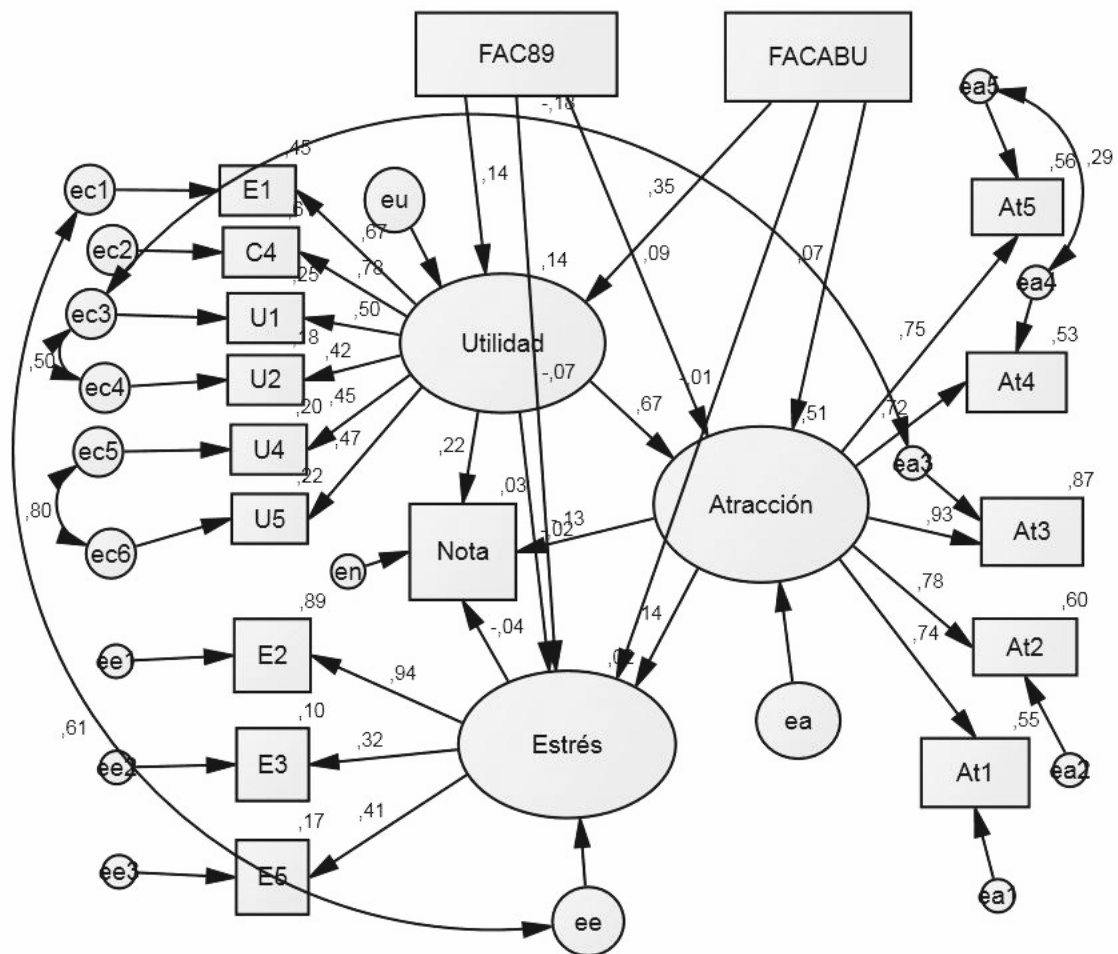 FAC89
FACABU
-,18
ea5
,45
,14
,35
,56
,29
ec1
E1
eu
At5
,67
ec2
C4
,25
,78
,14
,09
,07
ea4
ec3
U1
,50
Utilidad
,75
,53
,18
,42
-,07
-,01
At4
,50
ec4
U2
,20
,45
,67
,51
,72
ec5
U4
,47
,22
ea3
,22
,03
Atracción
,87
,80
U5
,93
At3
ec6
-,13
-,02
Nota
en
,78
,60
,89
-,04
,14
,74
At2
ee1
E2
,94
,10
,61
,32
Estrés
ea
,55
ee2
E3
At1
ea2
,17
,41
ee3
E5
ea1
ee